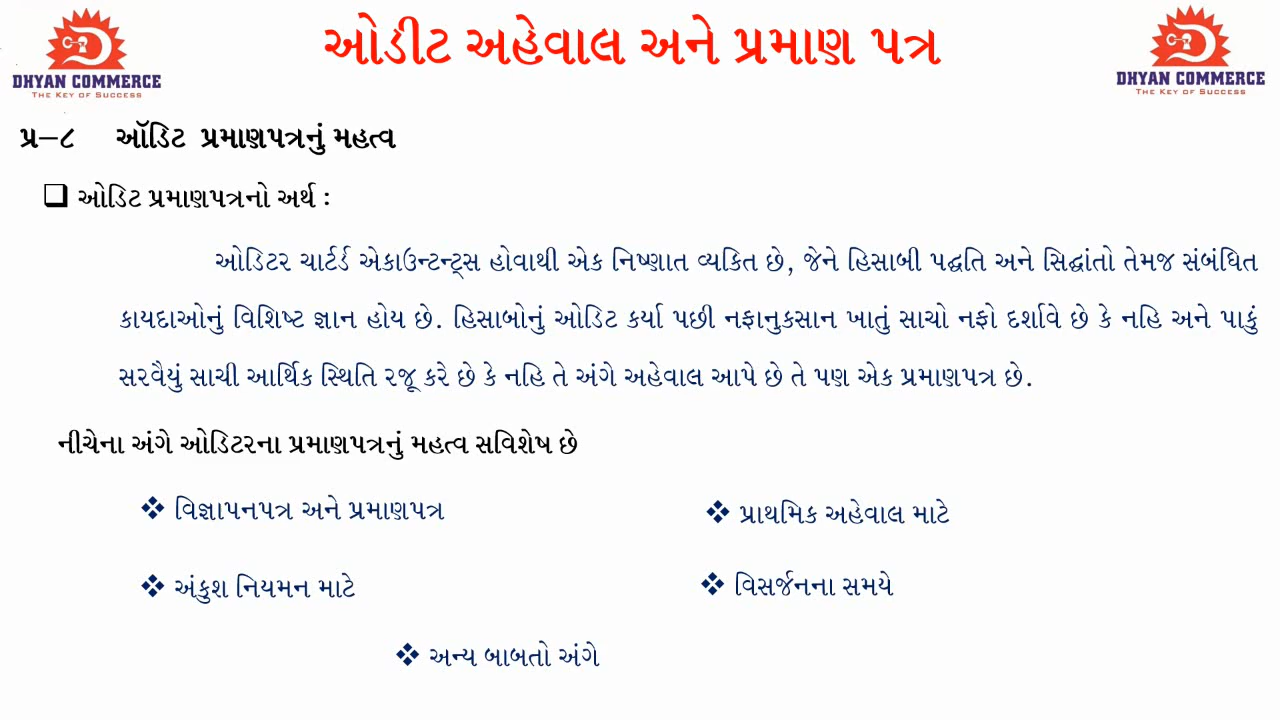 ઓડીટ અહેવાલ અને પ્રમાણ પત્ર
DHYAN COMMERCE
THE KEY OF SUCCESS
DHYAN COMMERCE
THE KEY OF SUCCESS
પ્ર–૮ ઑડિટ પ્રમાણપત્રનું મહત્વ
❑ ઓડિટ પ્રમાણપત્રનો અર્થ :
ઓડિટર ચાર્ટર્ડ એકાઉન્ટન્ટ્સ હોવાથી એક નિષ્ણાત વ્યકિત છે, જેને હિસાબી પદ્ધતિ અને સિદ્ધાંતો તેમજ સંબંધિત
કાયદાઓનું વિશિષ્ટ જ્ઞાન હોય છે. હિસાબોનું ઓડિટ કર્યા પછી નફાનુકસાન ખાતું સાચો નફો દર્શાવે છે કે નહિ અને પાકું
સરવૈયું સાચી આર્થિક સ્થિતિ રજૂ કરે છે કે નહિ તે અંગે અહેવાલ આપે છે તે પણ એક પ્રમાણપત્ર છે.
નીચેના અંગે ઓડિટરના પ્રમાણપત્રનું મહત્વ સવિશેષ છે
❖ વિજ્ઞાપનપત્ર અને પ્રમાણપત્ર
❖ પ્રાથમિક અહેવાલ માટે
❖ અંકુશ નિયમન માટે
❖ વિસર્જનના સમયે
❖ અન્ય બાબતો અંગે